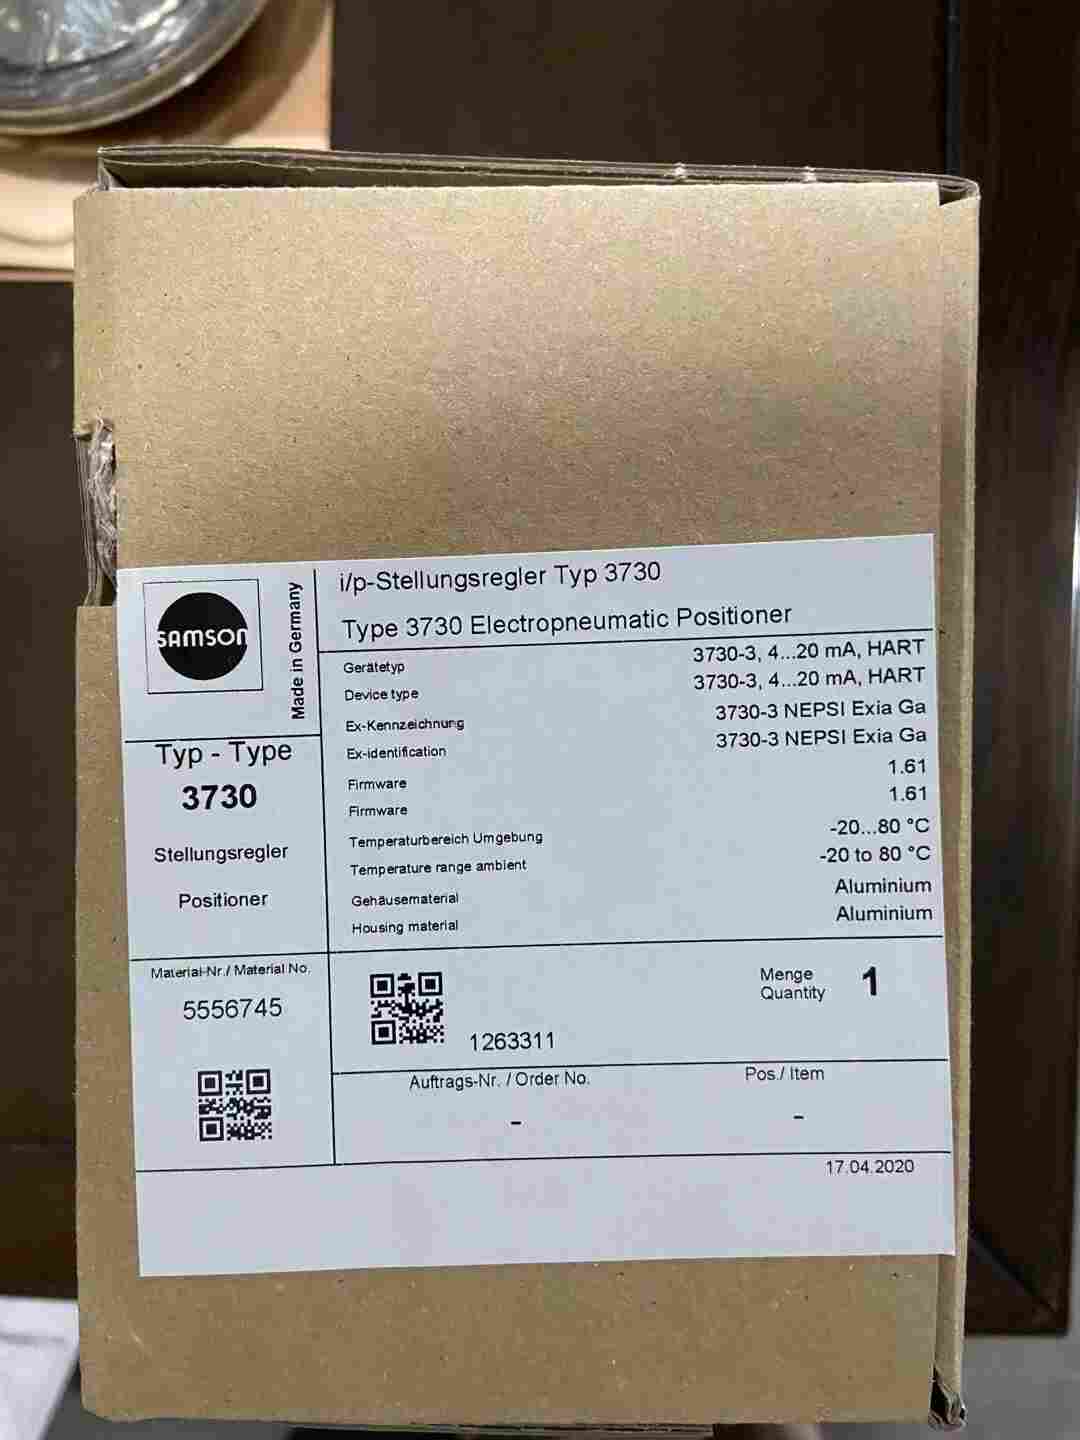 SAMSON
Made in Germany
i/p-Stellungsregler Typ 3730
Type 3730 Electropneumatic Positioner
Gerätetyp 3730-3, 4...20 mA, HART
Device type 3730-3, 4...20 mA, HART
Ex-Kennzeichnung 3730-3 NEPSI Exia Ga
Ex-identification 3730-3 NEPSI Exia Ga
Firmware 1.61
Firmware 1.61
Temperaturbereich Umgebung -20...80 °C
Temperature range ambient -20 to 80 °C
Gehäusematerial Aluminium
Housing material Aluminium
Typ - Type
3730
Stellungsregler
Positioner
Material-Nr./ Material No.
5556745
1263311
Menge
Quantity
1
Auftrags-Nr. / Order No. Pos./ Item
- -
17.04.2020